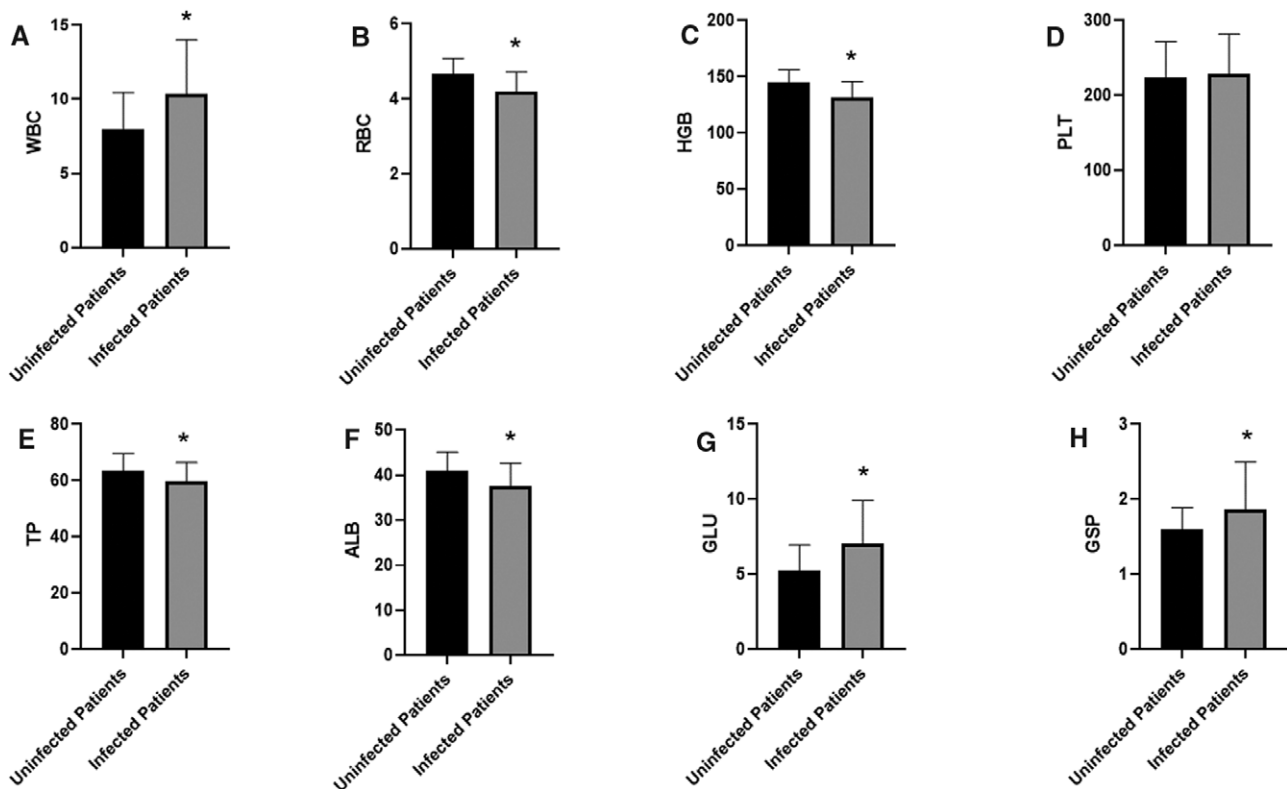 A
WBC
15
10
5
0
*
Uninfected Patients
Infected Patients
B
RBC
6
4
2
0
*
Uninfected Patients
Infected Patients
C
HGB
200
150
100
50
0
*
Uninfected Patients
Infected Patients
D
PLT
300
200
100
0
Uninfected Patients
Infected Patients
E
TP
80
60
40
20
0
*
Uninfected Patients
Infected Patients
F
ALB
50
40
30
20
10
0
*
Uninfected Patients
Infected Patients
G
GLU
15
10
5
0
*
Uninfected Patients
Infected Patients
H
GSP
3
2
1
0
*
Uninfected Patients
Infected Patients